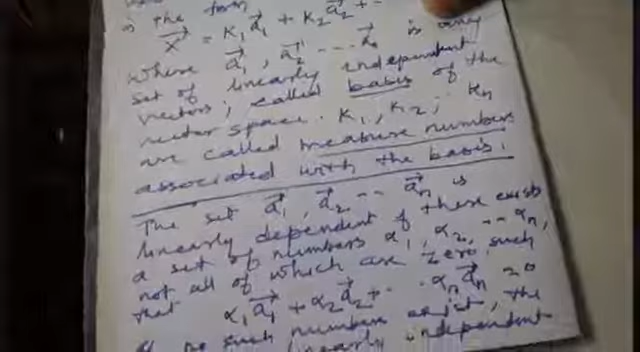 in the form
x⃗ = K₁a⃗₁ + K₂a⃗₂ + -
Where a⃗₁, a⃗₂, --- a⃗ₙ is any
set of linearly independent
vectors, called basis of the
vector space. K₁, K₂, .. Kₙ
are called measure numbers
associated with the basis.
The set a⃗₁, a⃗₂ -- a⃗ₙ is
linearly dependent if there exists
a set of numbers α₁, α₂, -- αₙ,
not all of which are zero, such
that α₁a⃗₁ + α₂a⃗₂ + .. αₙa⃗ₙ = 0
If no such numbers exist, the
linearly independent